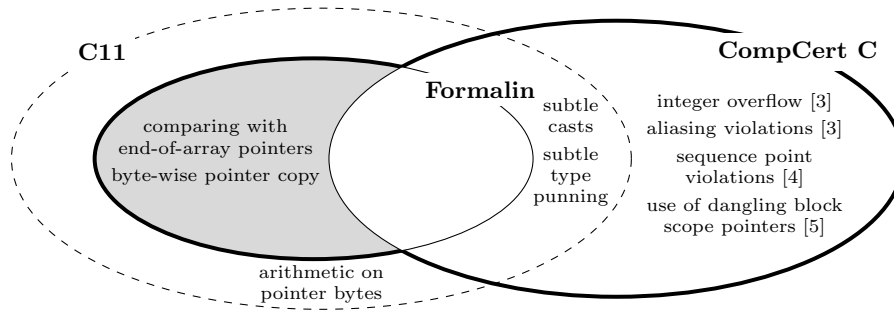 C11
CompCert C
Formalin
comparing with
end-of-array pointers
byte-wise pointer copy
subtle
casts
subtle
type
punning
integer overflow [3]
aliasing violations [3]
sequence point
violations [4]
use of dangling block
scope pointers [5]
arithmetic on
pointer bytes